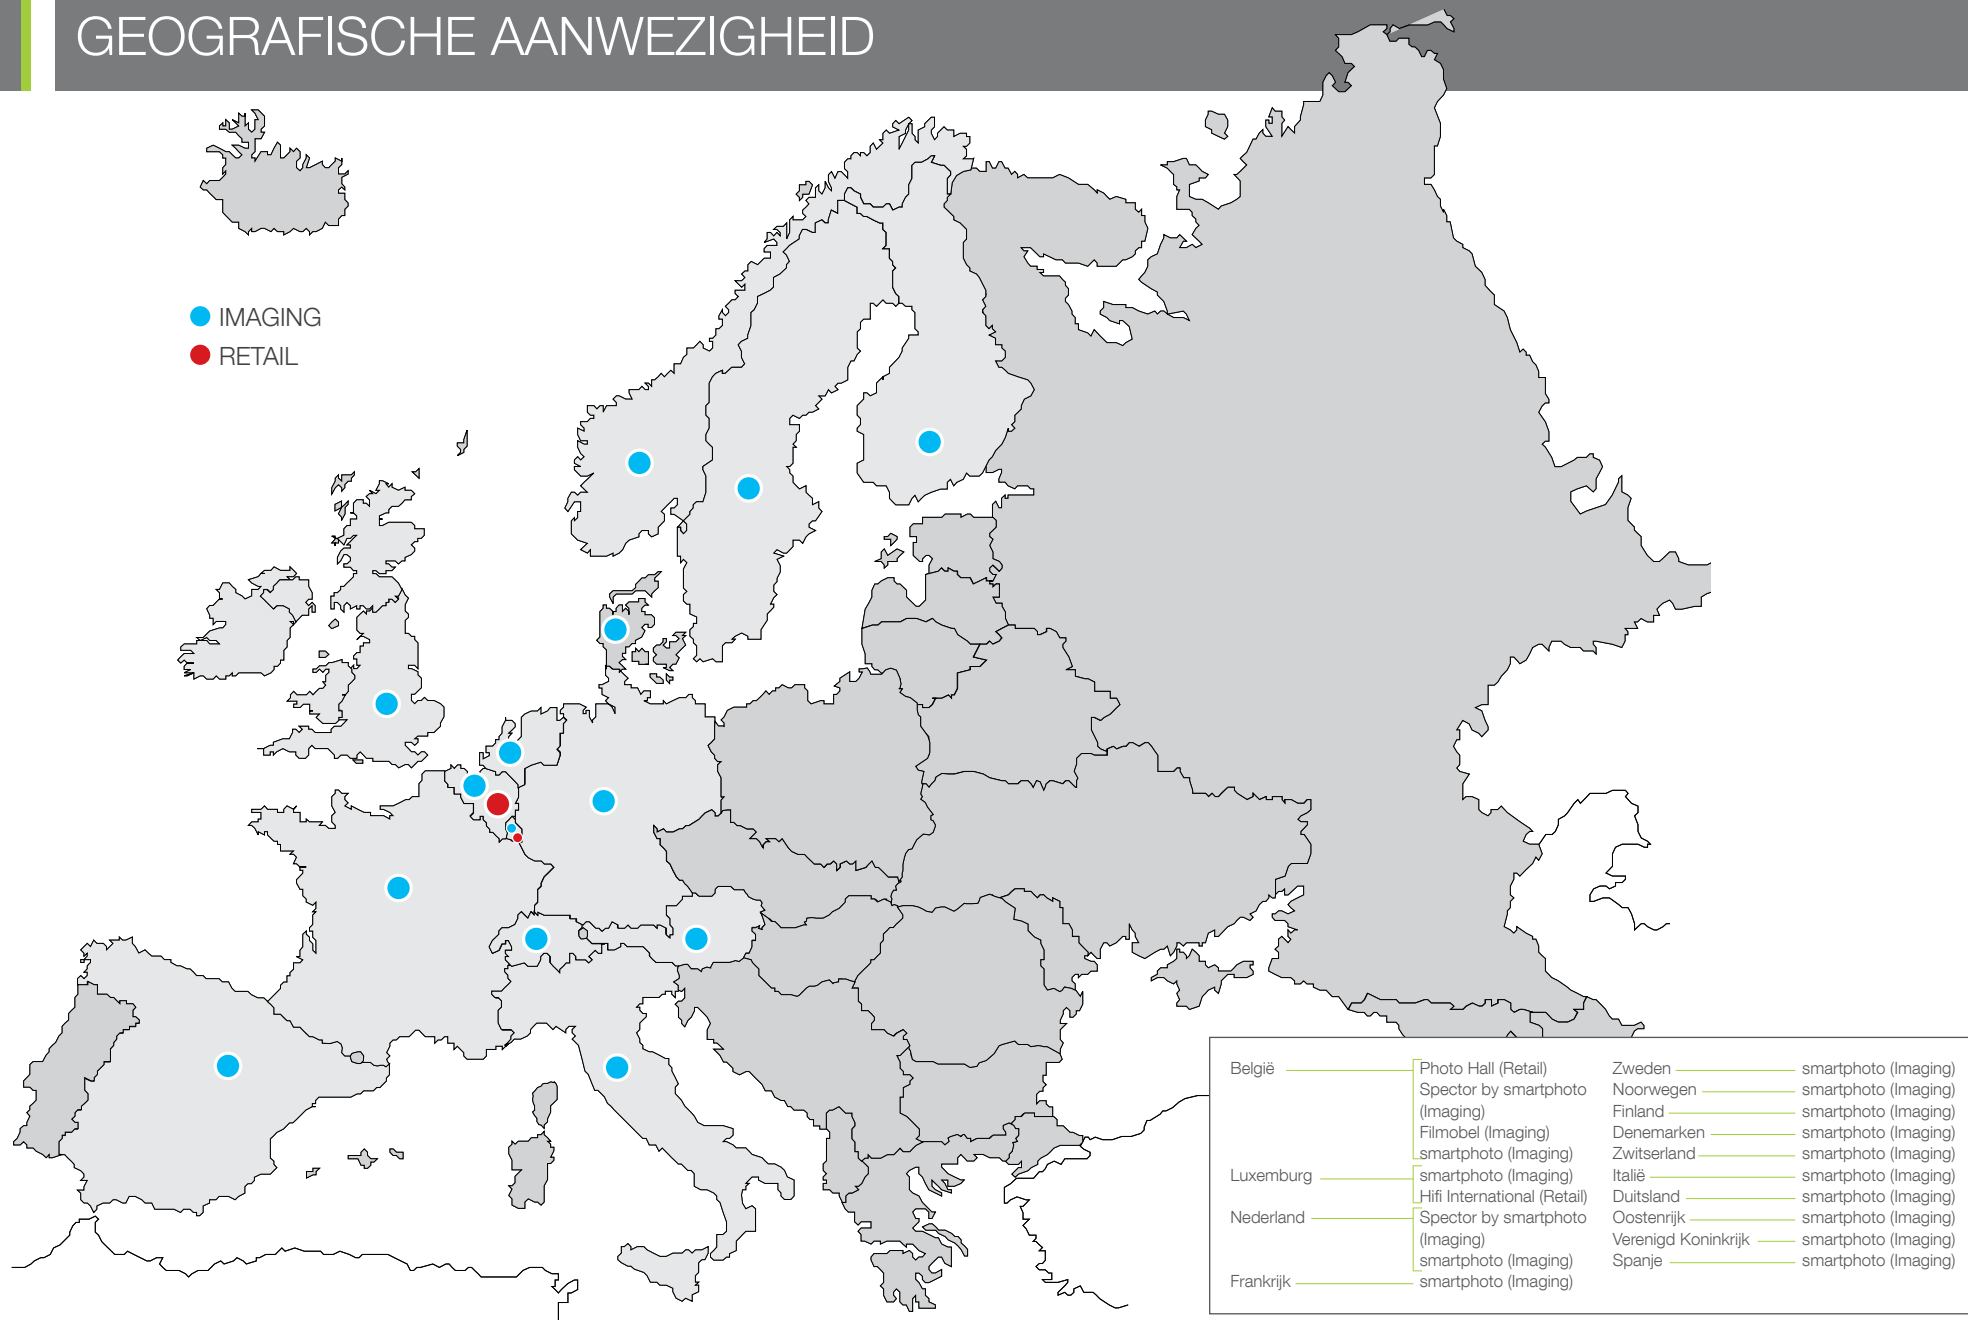 GEOGRAFISCHE AANWEZIGHEID
IMAGING
RETAIL
België
Photo Hall (Retail)
Spector by smartphoto
(Imaging)
Filmobel (Imaging)
smartphoto (Imaging)
Luxemburg
smartphoto (Imaging)
Hifi International (Retail)
Nederland
Spector by smartphoto
(Imaging)
smartphoto (Imaging)
Frankrijk
smartphoto (Imaging)
Zweden
smartphoto (Imaging)
Noorwegen
smartphoto (Imaging)
Finland
smartphoto (Imaging)
Denemarken
smartphoto (Imaging)
Zwitserland
smartphoto (Imaging)
Italië
smartphoto (Imaging)
Duitsland
smartphoto (Imaging)
Oostenrijk
smartphoto (Imaging)
Verenigd Koninkrijk
smartphoto (Imaging)
Spanje
smartphoto (Imaging)